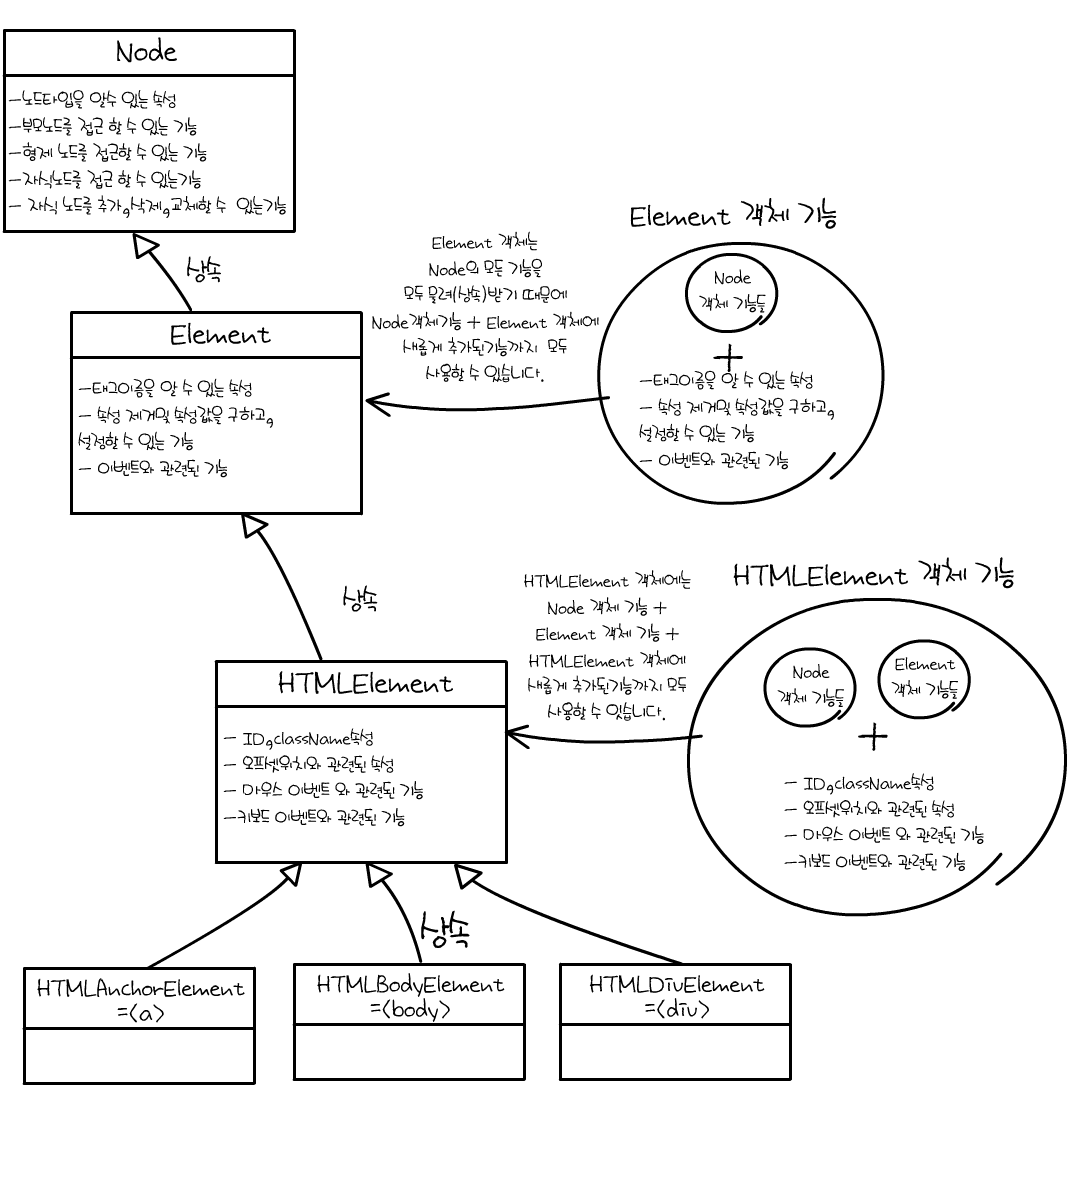 Node
-노드타입을 알수 있는 속성
-부모노드를 접근 할 수 있는 기능
-형제 노드를 접근할 수 있는 기능
-자식노드를 접근 할 수 있는기능
- 자식 노드를 추가,삭제,교체할 수 있는기능
상속
Element
-태그이름을 알 수 있는 속성
- 속성 제거및 속성값을 구하고,
설정할 수 있는 기능
- 이벤트와 관련된 기능
Element 객체는
Node의 모든 기능을
모두 물려(상속)받기 때문에
Node객체기능 + Element 객체에
새롭게 추가된기능까지 모두
사용할 수 있습니다.
Element 객체 기능
Node
객체 기능들
+
-태그이름을 알 수 있는 속성
- 속성 제거및 속성값을 구하고,
설정할 수 있는 기능
- 이벤트와 관련된 기능
상속
HTMLElement
- ID,className속성
- 오프셋위치와 관련된 속성
- 마우스 이벤트 와 관련된 기능
-키보드 이벤트와 관련된 기능
HTMLElement 객체에는
Node 객체 기능 +
Element 객체 기능 +
HTMLElement 객체에
새롭게 추가된기능까지 모두
사용할 수 있습니다.
HTMLElement 객체 기능
Node
객체 기능들
Element
객체 기능들
+
- ID,className속성
- 오프셋위치와 관련된 속성
- 마우스 이벤트 와 관련된 기능
-키보드 이벤트와 관련된 기능
상속
HTMLAnchorElement
=<a>
HTMLBodyElement
=<body>
HTMLDivElement
=<div>